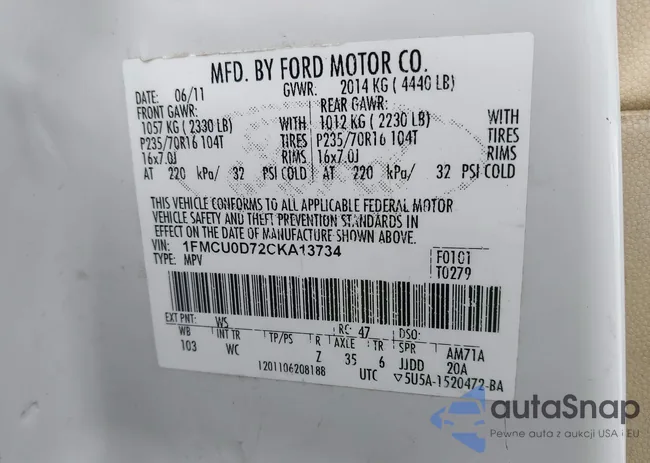 MFD. BY FORD MOTOR CO.
DATE: 06/11 GVWR: 2014 KG ( 4440 LB)
FRONT GAWR: REAR GAWR:
1057 KG ( 2330 LB) WITH 1012 KG ( 2230 LB) WITH
P235/70R16 104T TIRES P235/70R16 104T TIRES
16x7.0J RIMS 16x7.0J RIMS
AT 220 kPa/ 32 PSI COLD AT 220 kPa/ 32 PSI COLD
THIS VEHICLE CONFORMS TO ALL APPLICABLE FEDERAL MOTOR
VEHICLE SAFETY AND THEFT PREVENTION STANDARDS IN
EFFECT ON THE DATE OF MANUFACTURE SHOWN ABOVE.
VIN: 1FMCU0D72CKA13734 F0101
TYPE: MPV T0279
EXT PNT: WS RC: 47 DSO:
WB INT TR TP/PS R AXLE TR SPR AM71A
103 WC Z 35 6 JJDD 20A
1201106208188 UTC ▽5U5A-1520472-BA
autaSnap
Pewne auta z aukcji USA i EU